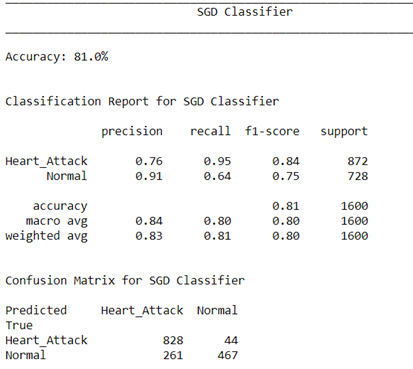 SGD Classifier
Accuracy: 81.0%
Classification Report for SGD Classifier
precision recall f1-score support
Heart_Attack 0.76 0.95 0.84 872
Normal 0.91 0.64 0.75 728
accuracy 0.81 1600
macro avg 0.84 0.80 0.80 1600
weighted avg 0.83 0.81 0.80 1600
Confusion Matrix for SGD Classifier
Predicted Heart_Attack Normal
True
Heart_Attack 828 44
Normal 261 467